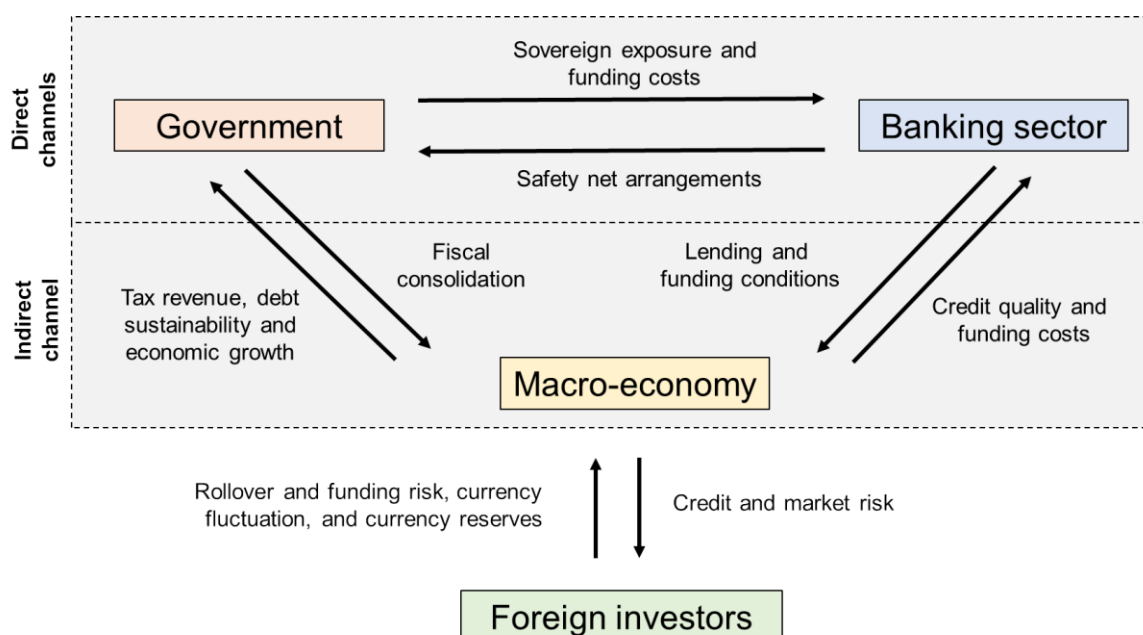 Direct
channels
Sovereign exposure and
funding costs
Government
Banking sector
Safety net arrangements
Indirect
channel
Fiscal
consolidation
Lending and
funding conditions
Tax revenue, debt
sustainability and
economic growth
Credit quality and
funding costs
Macro-economy
Rollover and funding risk, currency
fluctuation, and currency reserves
Credit and market risk
Foreign investors